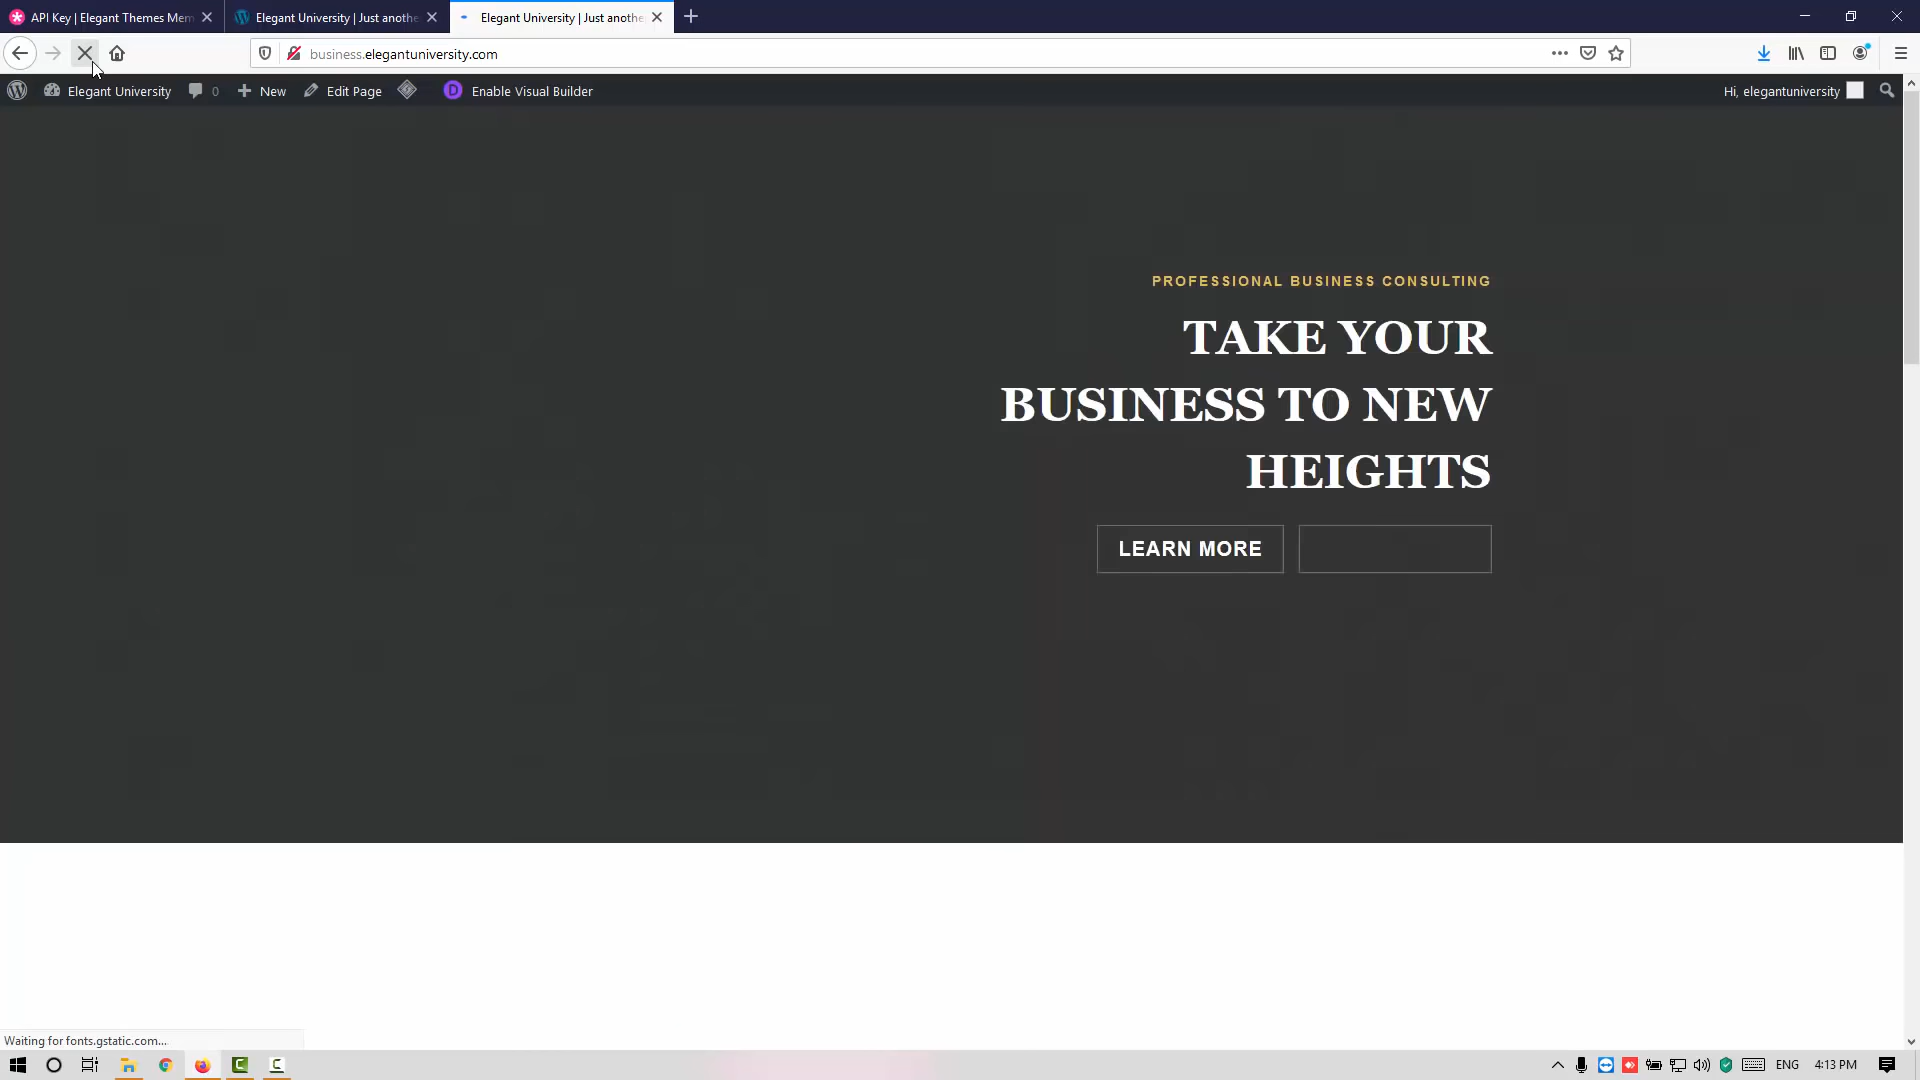 API Key | Elegant Themes Mem
Elegant University | Just anothe
Elegant University | Just anothe
business.elegantuniversity.com
Elegant University
0
New
Edit Page
D
Enable Visual Builder
Hi, elegantuniversity
PROFESSIONAL BUSINESS CONSULTING
TAKE YOUR
BUSINESS TO NEW
HEIGHTS
LEARN MORE
Waiting for fonts.gstatic.com...
ENG
4:13 PM